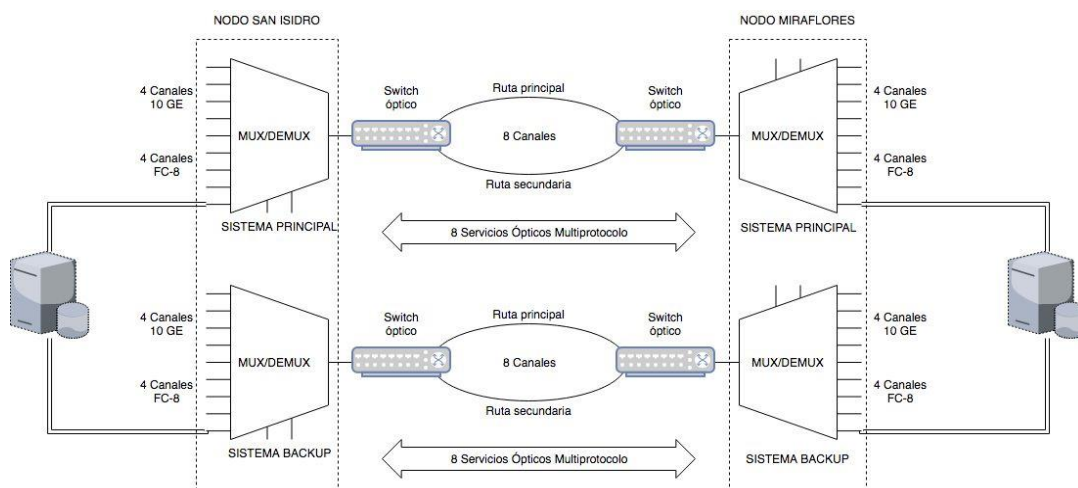 NODO SAN ISIDRO
NODO MIRAFLORES
4 Canales
10 GE
MUX/DEMUX
4 Canales
FC-8
SISTEMA PRINCIPAL
Switch
óptico
Ruta principal
8 Canales
Ruta secundaria
Switch
óptico
MUX/DEMUX
4 Canales
10 GE
4 Canales
FC-8
SISTEMA PRINCIPAL
8 Servicios Ópticos Multiprotocolo
4 Canales
10 GE
MUX/DEMUX
4 Canales
FC-8
SISTEMA BACKUP
Switch
óptico
Ruta principal
8 Canales
Ruta secundaria
Switch
óptico
MUX/DEMUX
4 Canales
10 GE
4 Canales
FC-8
SISTEMA BACKUP
8 Servicios Ópticos Multiprotocolo